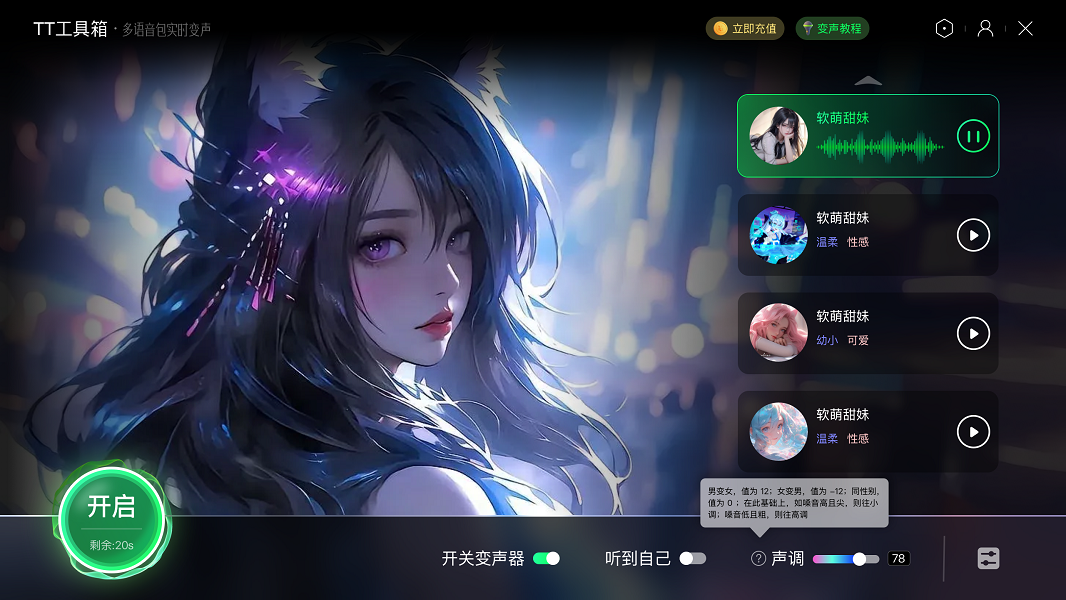 TT工具箱 · 多语音包实时变声
立即充值
变声教程
软萌甜妹
软萌甜妹
温柔 性感
软萌甜妹
幼小 可爱
软萌甜妹
温柔 性感
男变女，值为 12；女变男，值为 −12；同性别，
值为 0 ；在此基础上，如嗓音高且尖，则往小
调；嗓音低且粗，则往高调
开启
剩余:20s
开关变声器
听到自己
? 声调
78